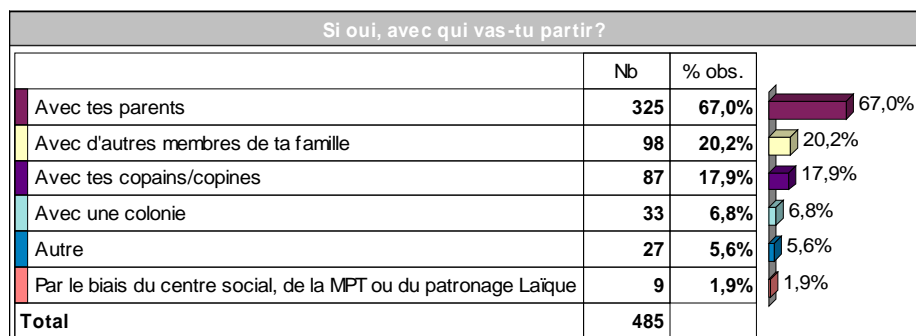 Si oui, avec qui vas-tu partir?
Nb % obs.
Avec tes parents 325 67,0% 67,0%
Avec d'autres membres de ta famille 98 20,2% 20,2%
Avec tes copains/copines 87 17,9% 17,9%
Avec une colonie 33 6,8% 6,8%
Autre 27 5,6% 5,6%
Par le biais du centre social, de la MPT ou du patronage Laïque 9 1,9% 1,9%
Total 485